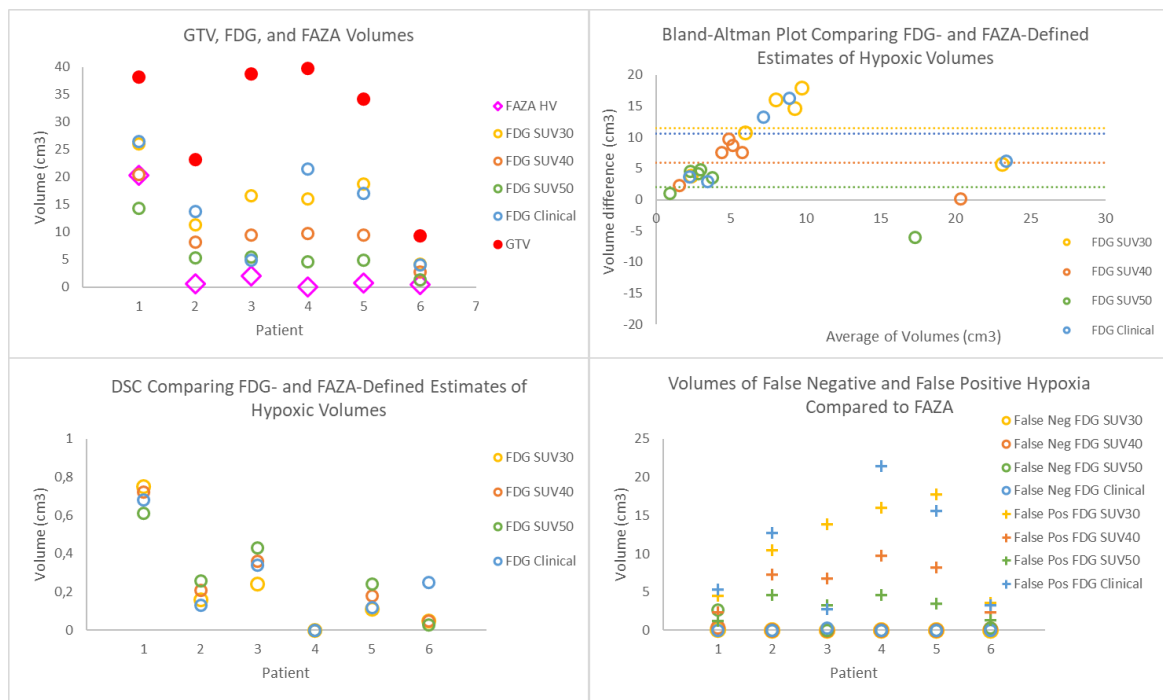 GTV, FDG, and FAZA Volumes
Volume (cm3)
40
35
30
25
20
15
10
5
0
1 2 3 4 5 6 7
Patient
FAZA HV
FDG SUV30
FDG SUV40
FDG SUV50
FDG Clinical
GTV
Bland-Altman Plot Comparing FDG- and FAZA-Defined
Estimates of Hypoxic Volumes
Volume difference (cm3)
20
15
10
5
0
-5
-10
-15
-20
0 5 10 15 20 25 30
Average of Volumes (cm3)
FDG SUV30
FDG SUV40
FDG SUV50
FDG Clinical
DSC Comparing FDG- and FAZA-Defined Estimates of
Hypoxic Volumes
Volume (cm3)
1
0,8
0,6
0,4
0,2
0
1 2 3 4 5 6
Patient
FDG SUV30
FDG SUV40
FDG SUV50
FDG Clinical
Volumes of False Negative and False Positive Hypoxia
Compared to FAZA
Volume (cm3)
25
20
15
10
5
0
1 2 3 4 5 6
Patient
False Neg FDG SUV30
False Neg FDG SUV40
False Neg FDG SUV50
False Neg FDG Clinical
False Pos FDG SUV30
False Pos FDG SUV40
False Pos FDG SUV50
False Pos FDG Clinical